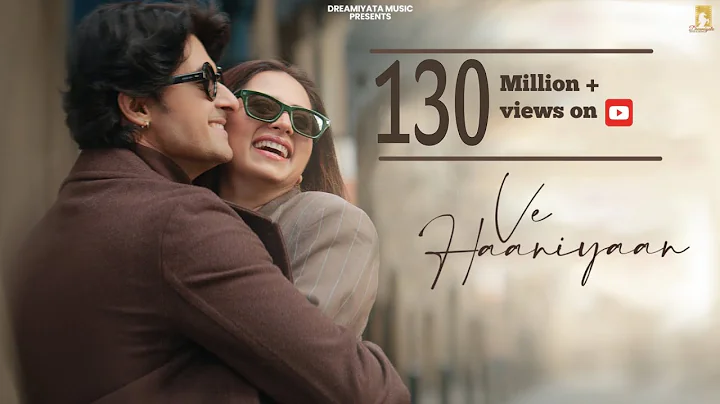 DREAMIYATA MUSIC
PRESENTS
130
Million +
views on
Ve
Haaniyaan